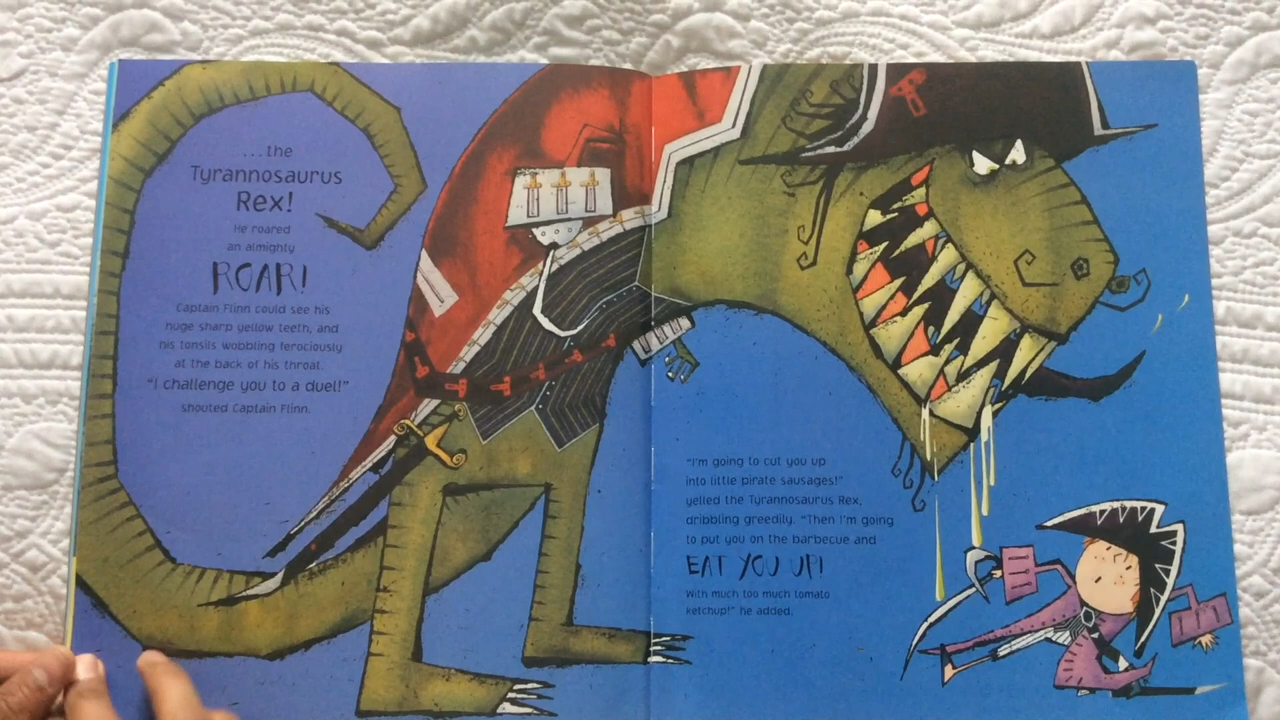 ...the
Tyrannosaurus
Rex!
He roared
an almighty
ROAR!
Captain Flinn could see his
huge sharp yellow teeth, and
his tonsils wobbling ferociously
at the back of his throat.
"I challenge you to a duel!"
shouted Captain Flinn.
"I'm going to cut you up
into little pirate sausages!"
yelled the Tyrannosaurus Rex,
dribbling greedily. "Then I'm going
to put you on the barbecue and
EAT YOU UP!
With much too much tomato
ketchup!" he added.